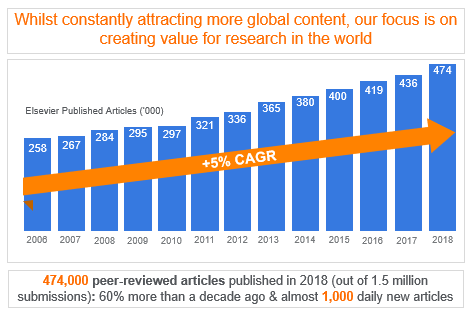 Whilst constantly attracting more global content, our focus is on
creating value for research in the world
Elsevier Published Articles ('000)
258 267 284 295 297 321 336 365 380 400 419 436 474
+5% CAGR
2006 2007 2008 2009 2010 2011 2012 2013 2014 2015 2016 2017 2018
474,000 peer-reviewed articles published in 2018 (out of 1.5 million
submissions): 60% more than a decade ago & almost 1,000 daily new articles